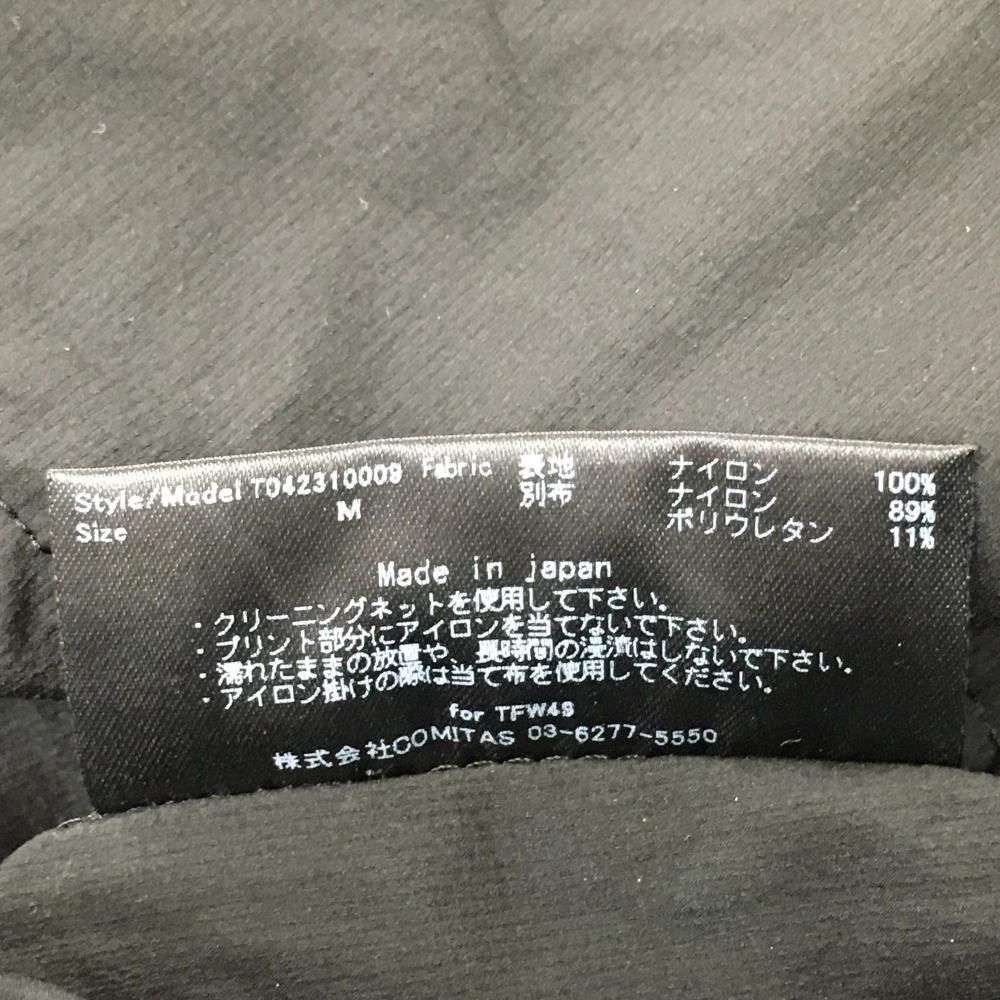 Style/Model T042310009 Fabric 表地 ナイロン 100%
Size M 別布 ナイロン 89%
ポリウレタン 11%
Made in japan
・クリーニングネットを使用して下さい。
・プリント部分にアイロンを当てないで下さい。
・濡れたままの放置や 長時間の浸漬はしないで下さい。
・アイロン掛けの際は当て布を使用してください。
for TFW49
株式会社COMITAS 03-6277-5550